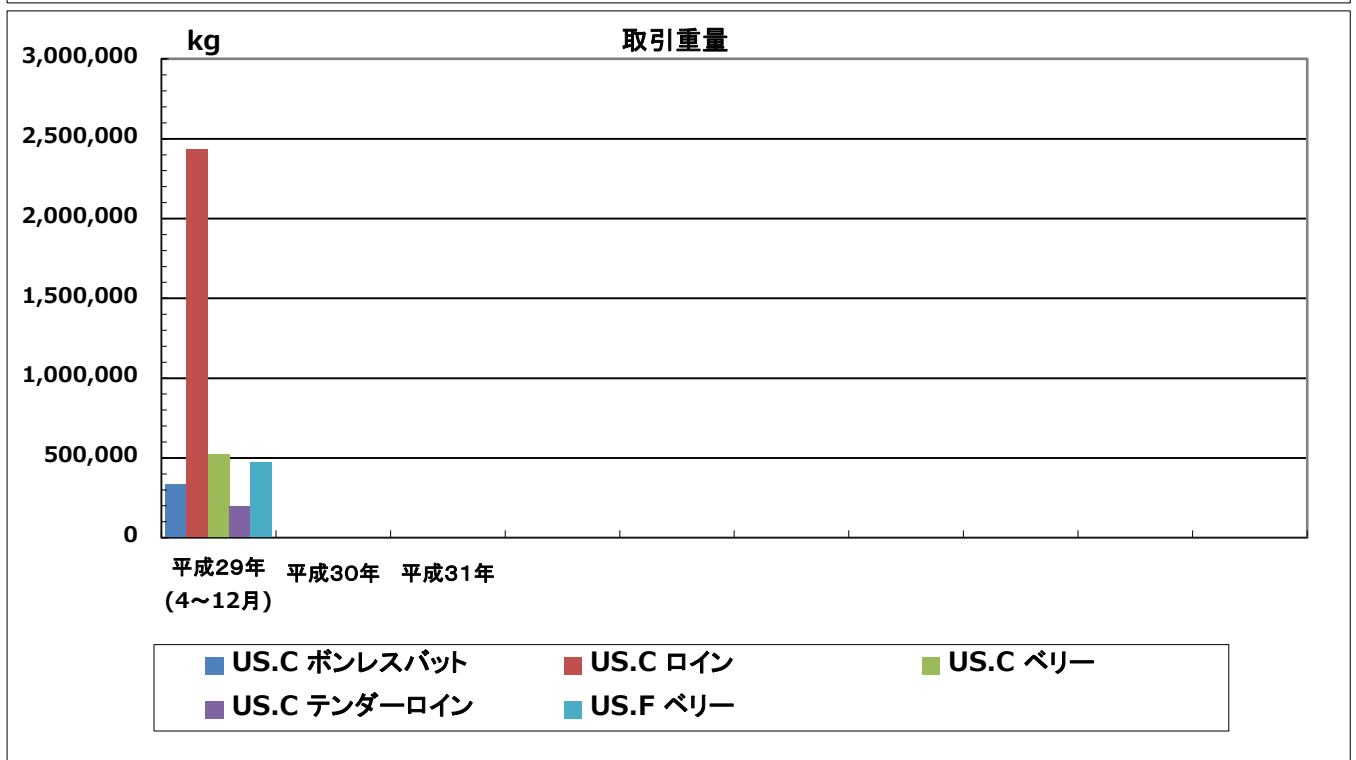 kg
取引重量
3,000,000
2,500,000
2,000,000
1,500,000
1,000,000
500,000
0
平成29年 平成30年 平成31年
(4～12月)
US.C ボンレスバット US.C ロイン US.C ベリー
US.C テンダーロイン US.F ベリー